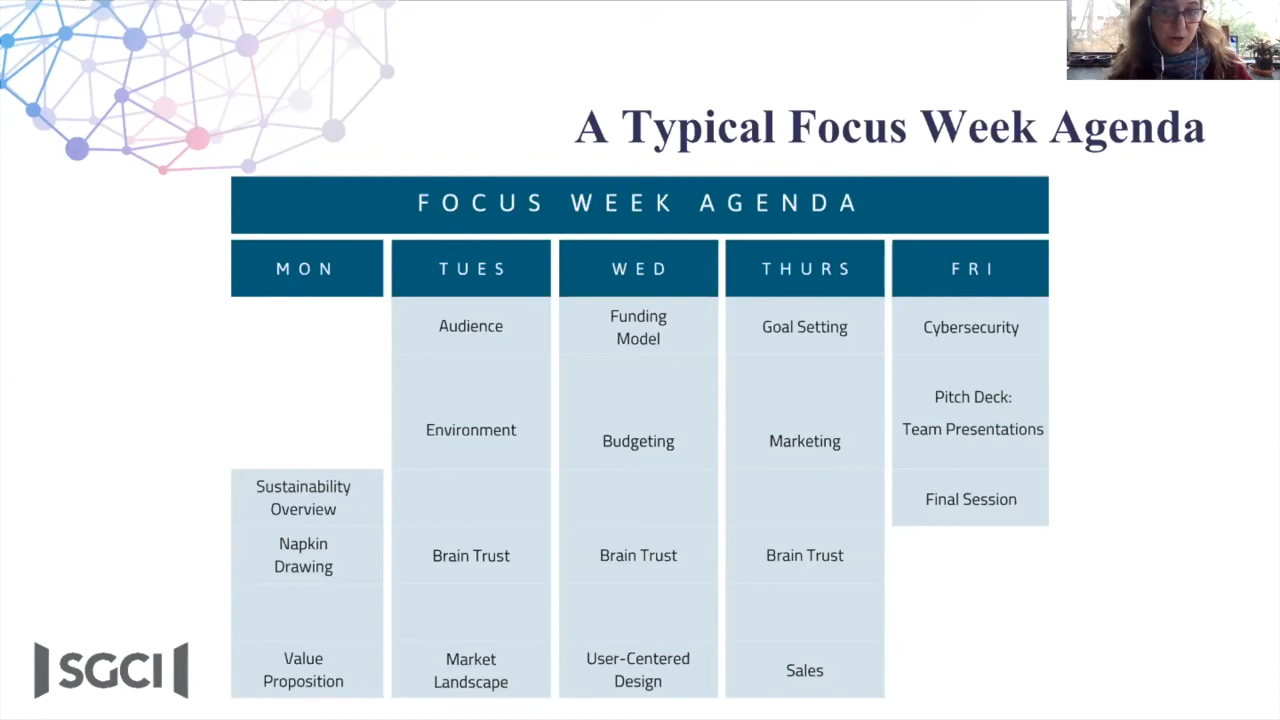 A Typical Focus Week Agenda
FOCUS WEEK AGENDA
MON
TUES
WED
THURS
FRI
Sustainability
Overview
Napkin
Drawing
Value
Proposition
Audience
Environment
Brain Trust
Market
Landscape
Funding
Model
Budgeting
Brain Trust
User-Centered
Design
Goal Setting
Marketing
Brain Trust
Sales
Cybersecurity
Pitch Deck:
Team Presentations
Final Session
SGCI